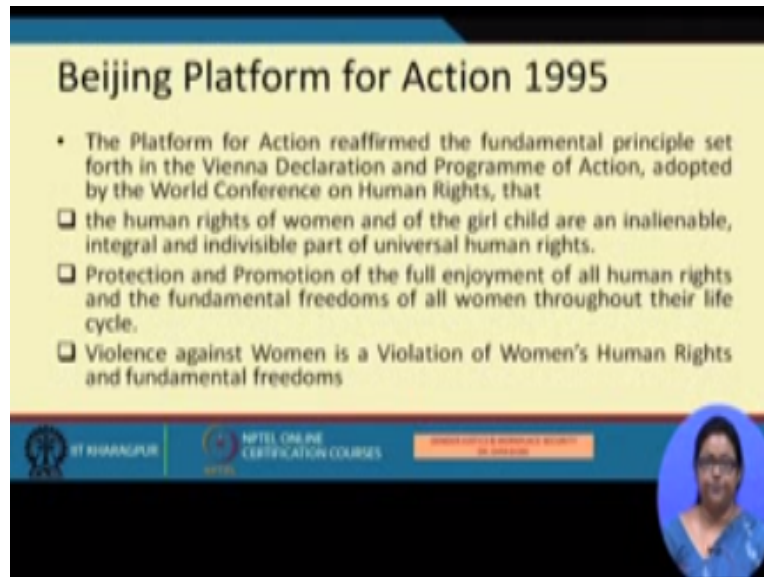 Beijing Platform for Action 1995
• The Platform for Action reaffirmed the fundamental principle set
forth in the Vienna Declaration and Programme of Action, adopted
by the World Conference on Human Rights, that
❑ the human rights of women and of the girl child are an inalienable,
integral and indivisible part of universal human rights.
❑ Protection and Promotion of the full enjoyment of all human rights
and the fundamental freedoms of all women throughout their life
cycle.
❑ Violence against Women is a Violation of Women's Human Rights
and fundamental freedoms
IIT KHARAGPUR
NPTEL ONLINE
CERTIFICATION COURSES
NPTEL